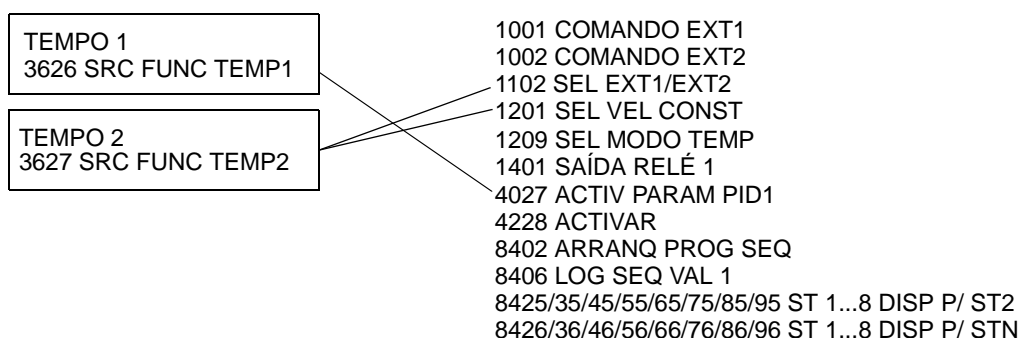 TEMPO 1
3626 SRC FUNC TEMP1
TEMPO 2
3627 SRC FUNC TEMP2
1001 COMANDO EXT1
1002 COMANDO EXT2
1102 SEL EXT1/EXT2
1201 SEL VEL CONST
1209 SEL MODO TEMP
1401 SAÍDA RELÉ 1
4027 ACTIV PARAM PID1
4228 ACTIVAR
8402 ARRANQ PROG SEQ
8406 LOG SEQ VAL 1
8425/35/45/55/65/75/85/95 ST 1...8 DISP P/ ST2
8426/36/46/56/66/76/86/96 ST 1...8 DISP P/ STN